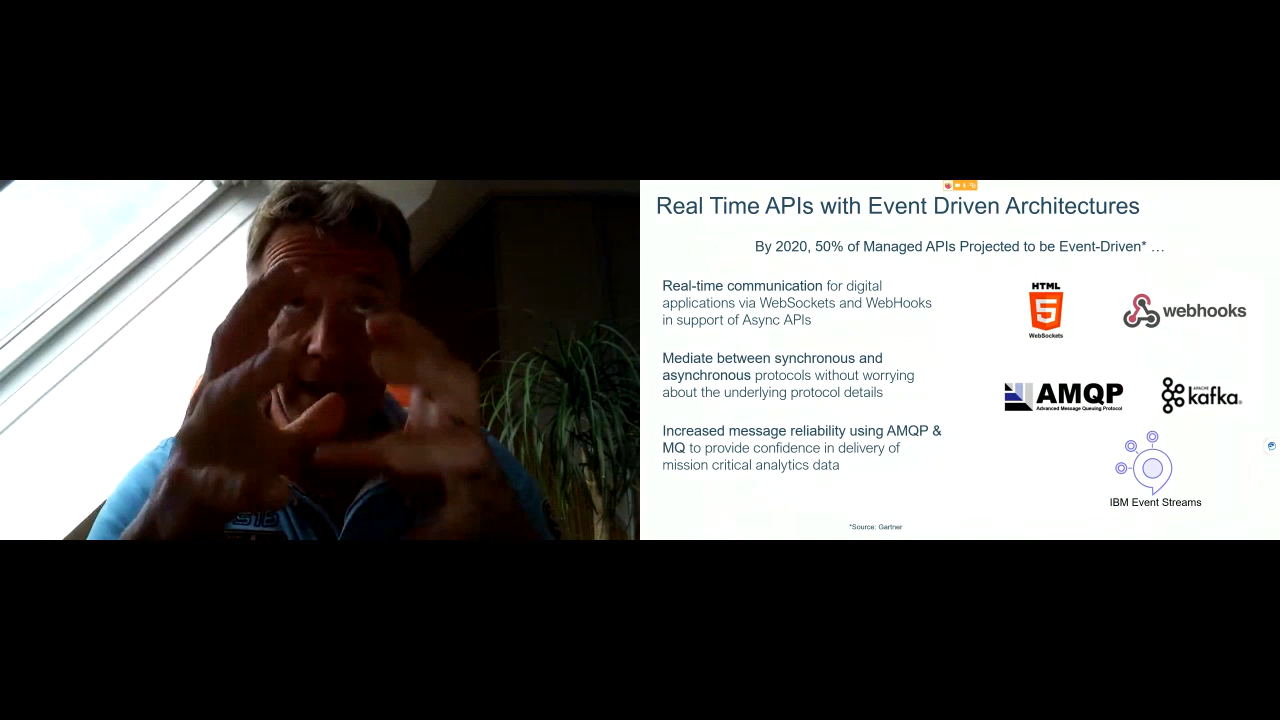 Real Time APIs with Event Driven Architectures
By 2020, 50% of Managed APIs Projected to be Event-Driven* …
Real-time communication for digital
applications via WebSockets and WebHooks
in support of Async APIs
Mediate between synchronous and
asynchronous protocols without worrying
about the underlying protocol details
Increased message reliability using AMQP &
MQ to provide confidence in delivery of
mission critical analytics data
HTML
5
WebSockets
webhooks
AMQP
Advanced Message Queuing Protocol
APACHE
kafka
IBM Event Streams
*Source: Gartner